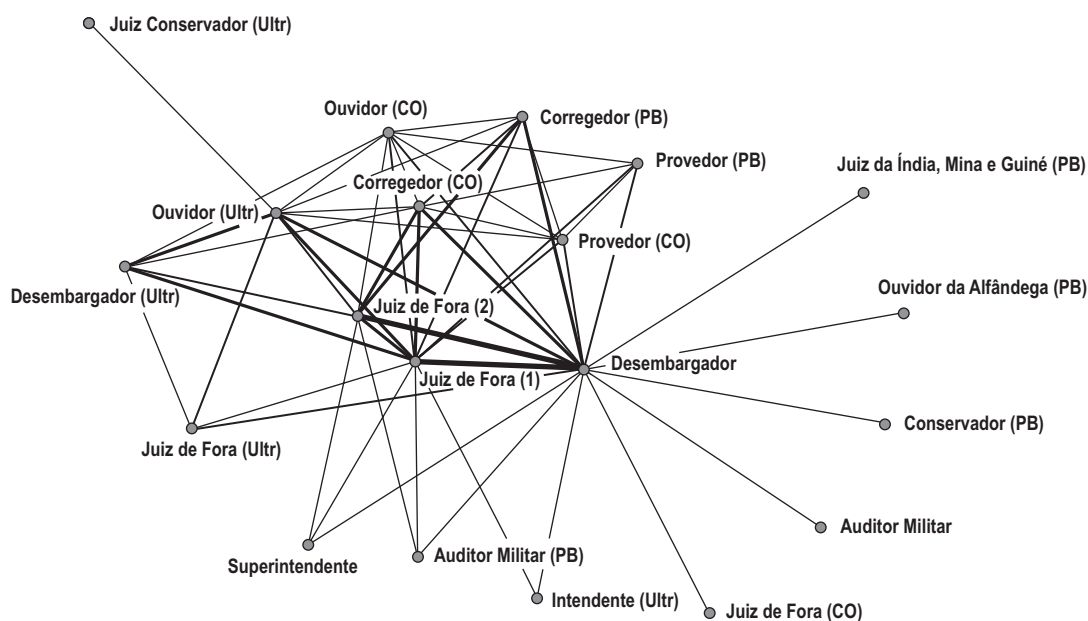 Juiz Conservador (Ultr)
Ouvidor (CO)
Corregedor (PB)
Provedor (PB)
Juiz da Índia, Mina e Guiné (PB)
Corregedor (CO)
Ouvidor (Ultr)
Provedor (CO)
Desembargador (Ultr)
Ouvidor da Alfândega (PB)
Juiz de Fora (2)
Desembargador
Juiz de Fora (1)
Conservador (PB)
Juiz de Fora (Ultr)
Auditor Militar
Auditor Militar (PB)
Superintendente
Intendente (Ultr)
Juiz de Fora (CO)